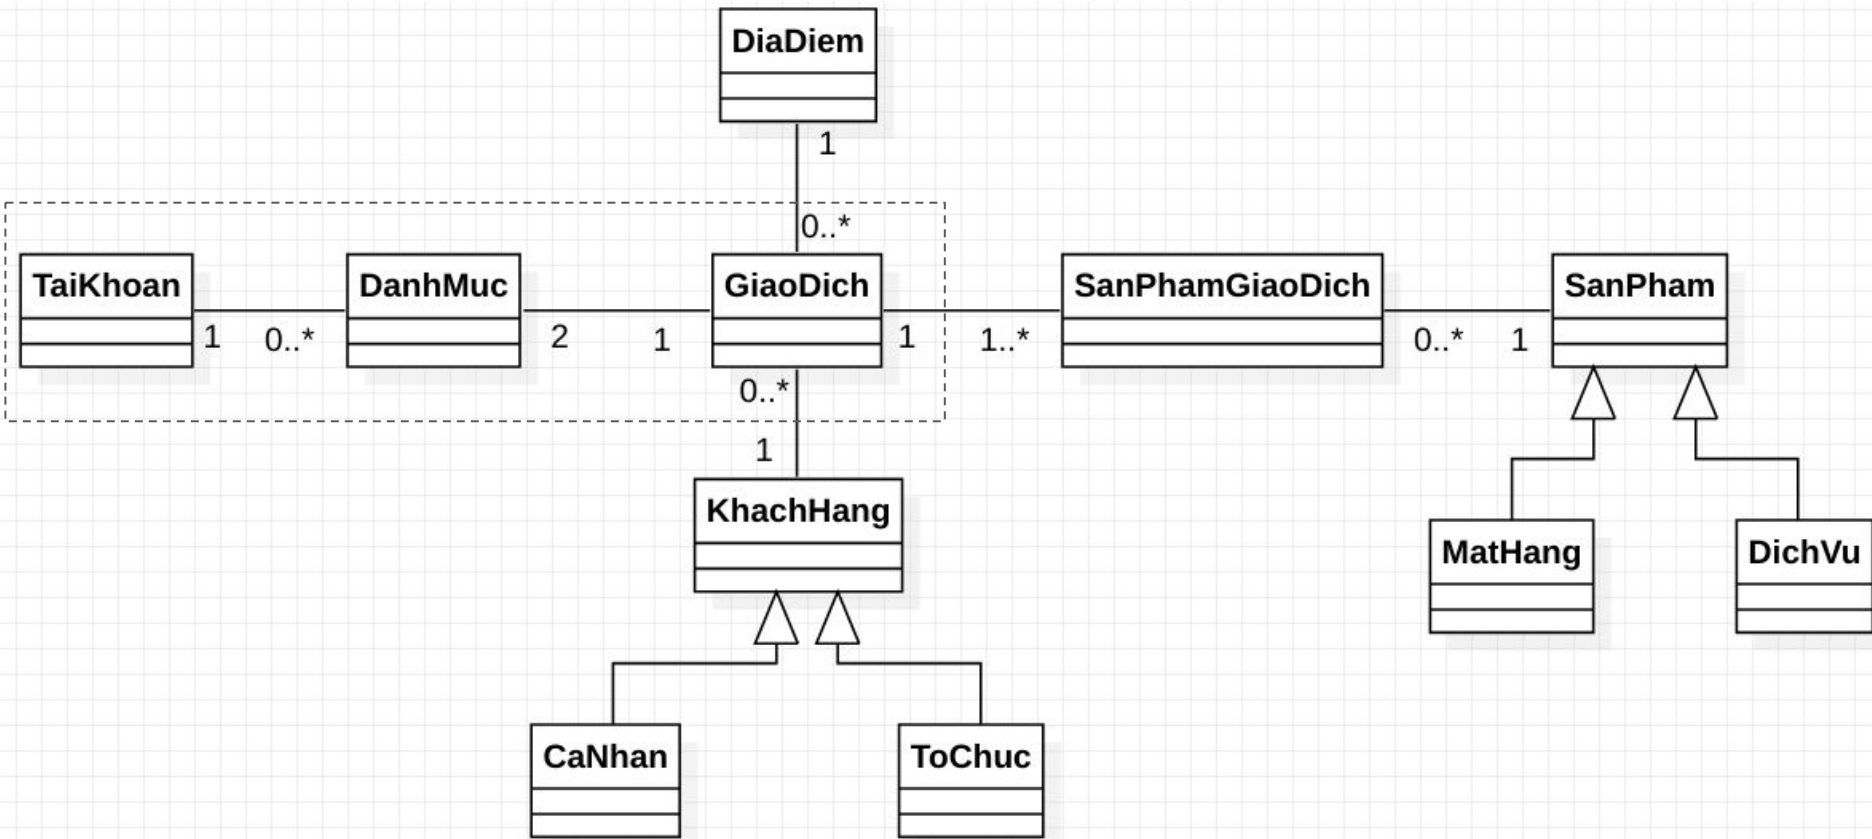 DiaDiem
1
0..*
TaiKhoan
DanhMuc
GiaoDich
SanPhamGiaoDich
SanPham
1
0..*
2
1
1
1..*
0..*
1
0..*
1
KhachHang
MatHang
DichVu
CaNhan
ToChuc